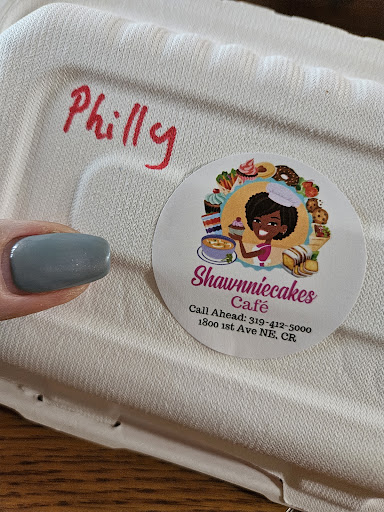 Philly
Shawnniecakes
Café
Call Ahead: 319-412-5000
1800 1st Ave NE, CR